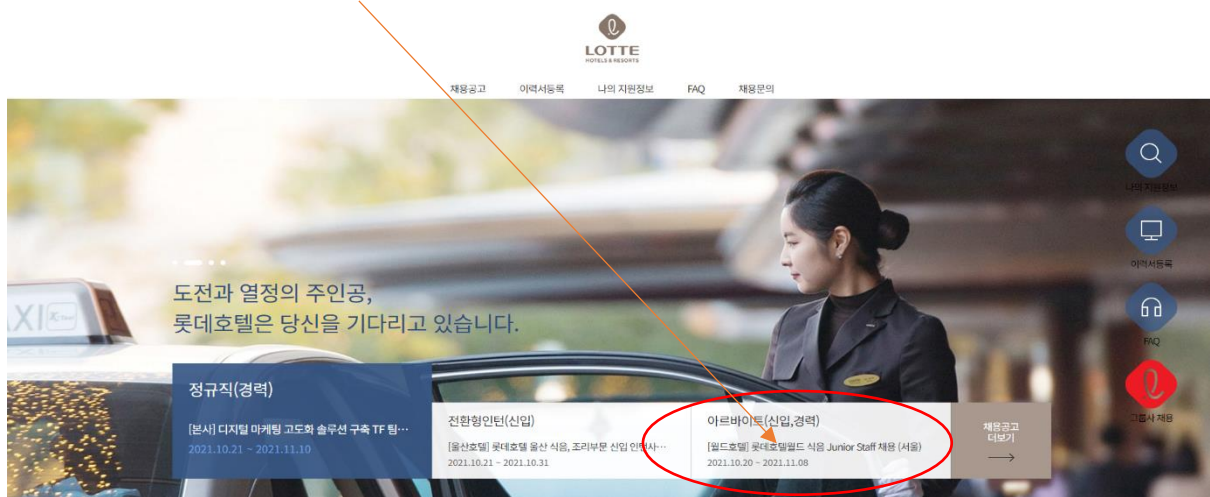 LOTTE
HOTELS & RESORTS
채용공고 이력서등록 나의 지원정보 FAQ 채용문의
나의 지원정보
이력서등록
FAQ
그룹사 채용
AXI
도전과 열정의 주인공,
롯데호텔은 당신을 기다리고 있습니다.
정규직(경력)
[본사] 디지털 마케팅 고도화 솔루션 구축 TF 팀…
2021.10.21 ~ 2021.11.10
전환형인턴(신입)
[울산호텔] 롯데호텔 울산 식음, 조리부문 신입 인턴사…
2021.10.21 ~ 2021.10.31
아르바이트(신입,경력)
[월드호텔] 롯데호텔월드 식음 Junior Staff 채용 (서울)
2021.10.20 ~ 2021.11.08
채용공고
더보기